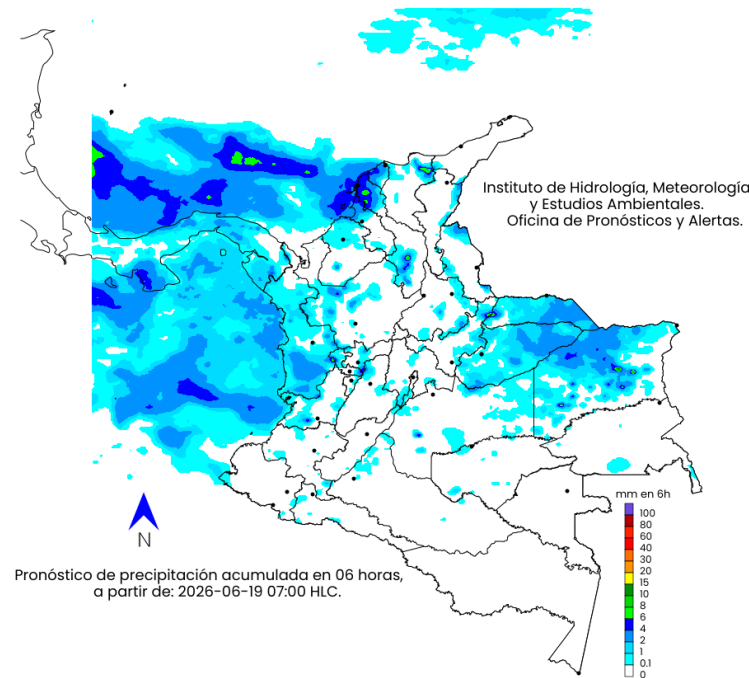 Instituto de Hidrología, Meteorología
y Estudios Ambientales.
Oficina de Pronósticos y Alertas.
mm en 6h
100
80
60
40
30
20
15
10
8
6
4
2
1
0.1
0
N
Pronóstico de precipitación acumulada en 06 horas,
a partir de: 2026-06-19 07:00 HLC.